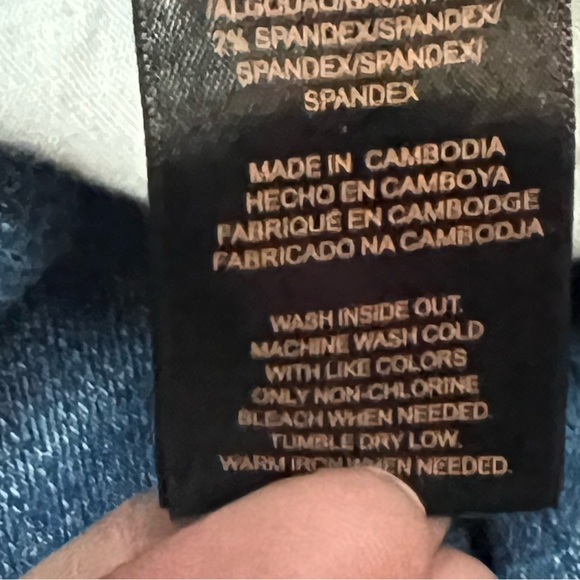 2% SPANDEX/SPANDEX/
SPANDEX/SPANDEX/
SPANDEX
MADE IN CAMBODIA
HECHO EN CAMBOYA
FABRIQUÉ EN CAMBODGE
FABRICADO NA CAMBODJA
WASH INSIDE OUT.
MACHINE WASH COLD
WITH LIKE COLORS
ONLY NON-CHLORINE
BLEACH WHEN NEEDED.
TUMBLE DRY LOW.
WARM IRON WHEN NEEDED.